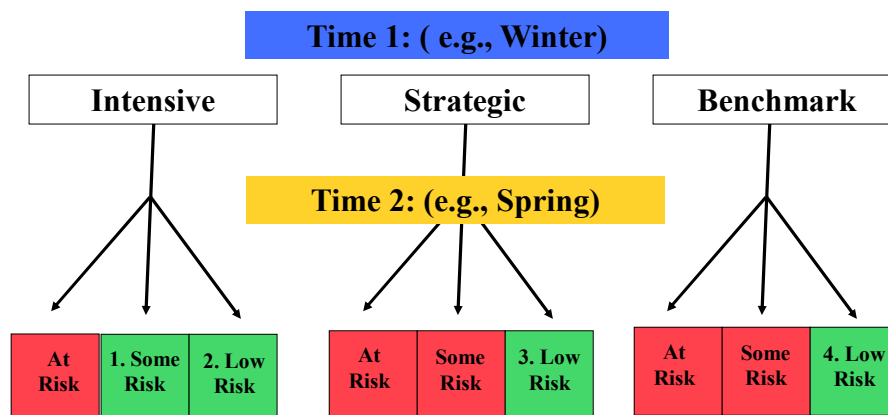 Time 1: ( e.g., Winter)
Intensive
Strategic
Benchmark
Time 2: (e.g., Spring)
At
Risk
1. Some
Risk
2. Low
Risk
At
Risk
Some
Risk
3. Low
Risk
At
Risk
Some
Risk
4. Low
Risk